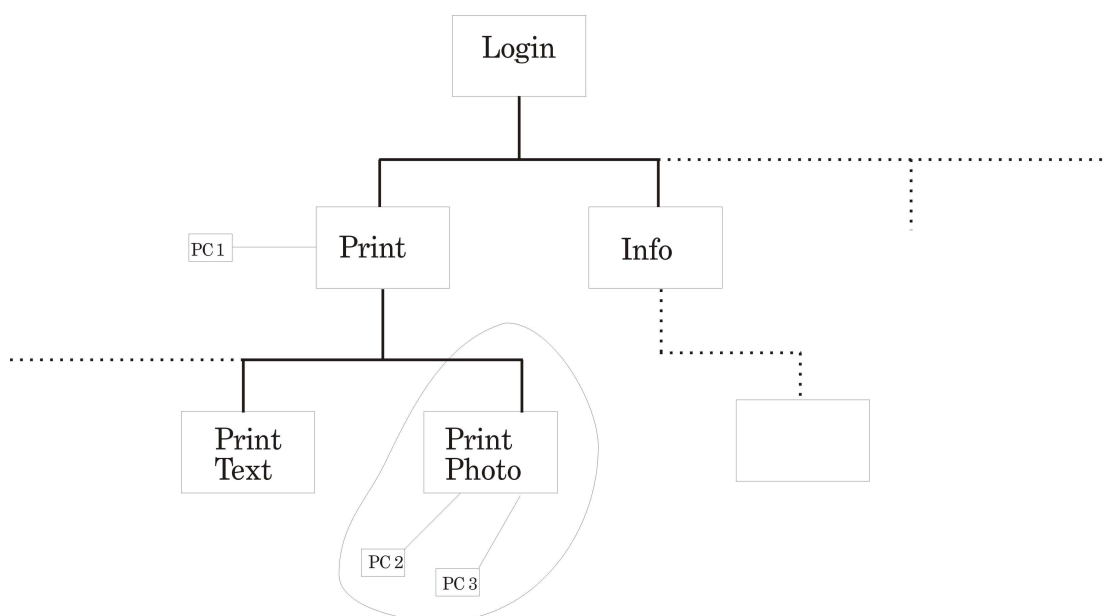 Login
PC 1
Print
Info
Print
Text
Print
Photo
PC 2
PC 3